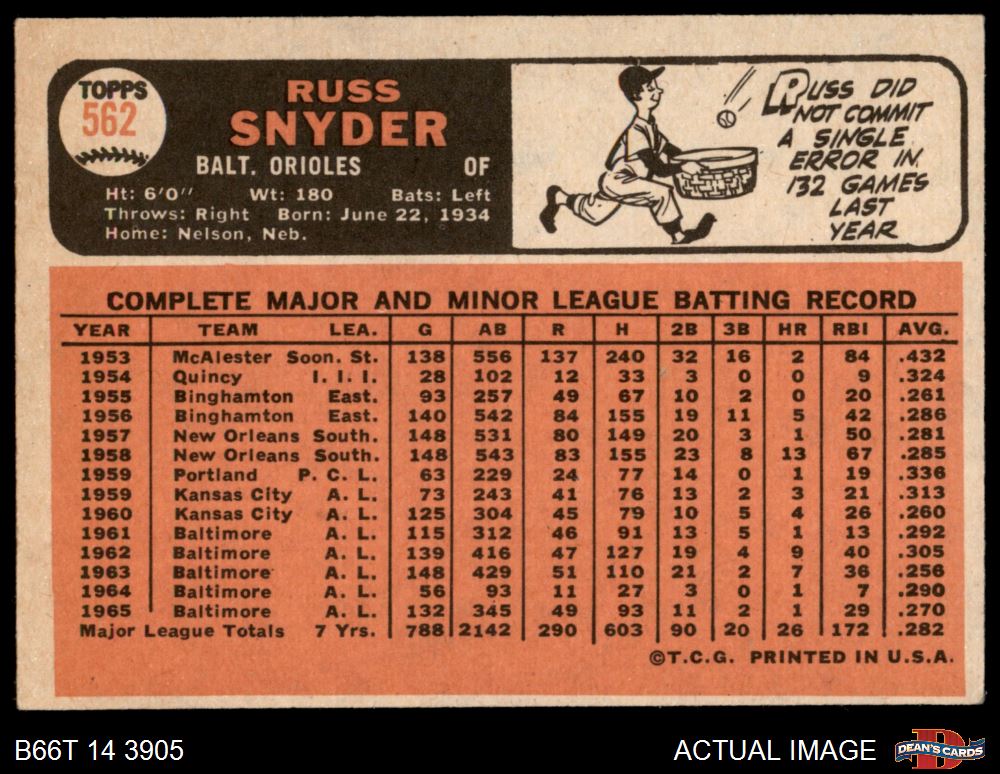 TOPPS
562
RUSS
SNYDER
BALT. ORIOLES OF
Ht: 6'0" Wt: 180 Bats: Left
Throws: Right Born: June 22, 1934
Home: Nelson, Neb.
RUSS DID
NOT COMMIT
A SINGLE
ERROR IN
132 GAMES
LAST
YEAR
COMPLETE MAJOR AND MINOR LEAGUE BATTING RECORD
YEAR TEAM LEA. G AB R H 2B 3B HR RBI AVG.
1953 McAlester Soon. St. 138 556 137 240 32 16 2 84 .432
1954 Quincy I. I. I. 28 102 12 33 3 0 0 9 .324
1955 Binghamton East. 93 257 49 67 10 2 0 20 .261
1956 Binghamton East. 140 542 84 155 19 11 5 42 .286
1957 New Orleans South. 148 531 80 149 20 3 1 50 .281
1958 New Orleans South. 148 543 83 155 23 8 13 67 .285
1959 Portland P. C. L. 63 229 24 77 14 0 1 19 .336
1959 Kansas City A. L. 73 243 41 76 13 2 3 21 .313
1960 Kansas City A. L. 125 304 45 79 10 5 4 26 .260
1961 Baltimore A. L. 115 312 46 91 13 5 1 13 .292
1962 Baltimore A. L. 139 416 47 127 19 4 9 40 .305
1963 Baltimore A. L. 148 429 51 110 21 2 7 36 .256
1964 Baltimore A. L. 56 93 11 27 3 0 1 7 .290
1965 Baltimore A. L. 132 345 49 93 11 2 1 29 .270
Major League Totals 7 Yrs. 788 2142 290 603 90 20 26 172 .282
©T.C.G. PRINTED IN U.S.A.
B66T 14 3905 ACTUAL IMAGE DEAN'S CARDS